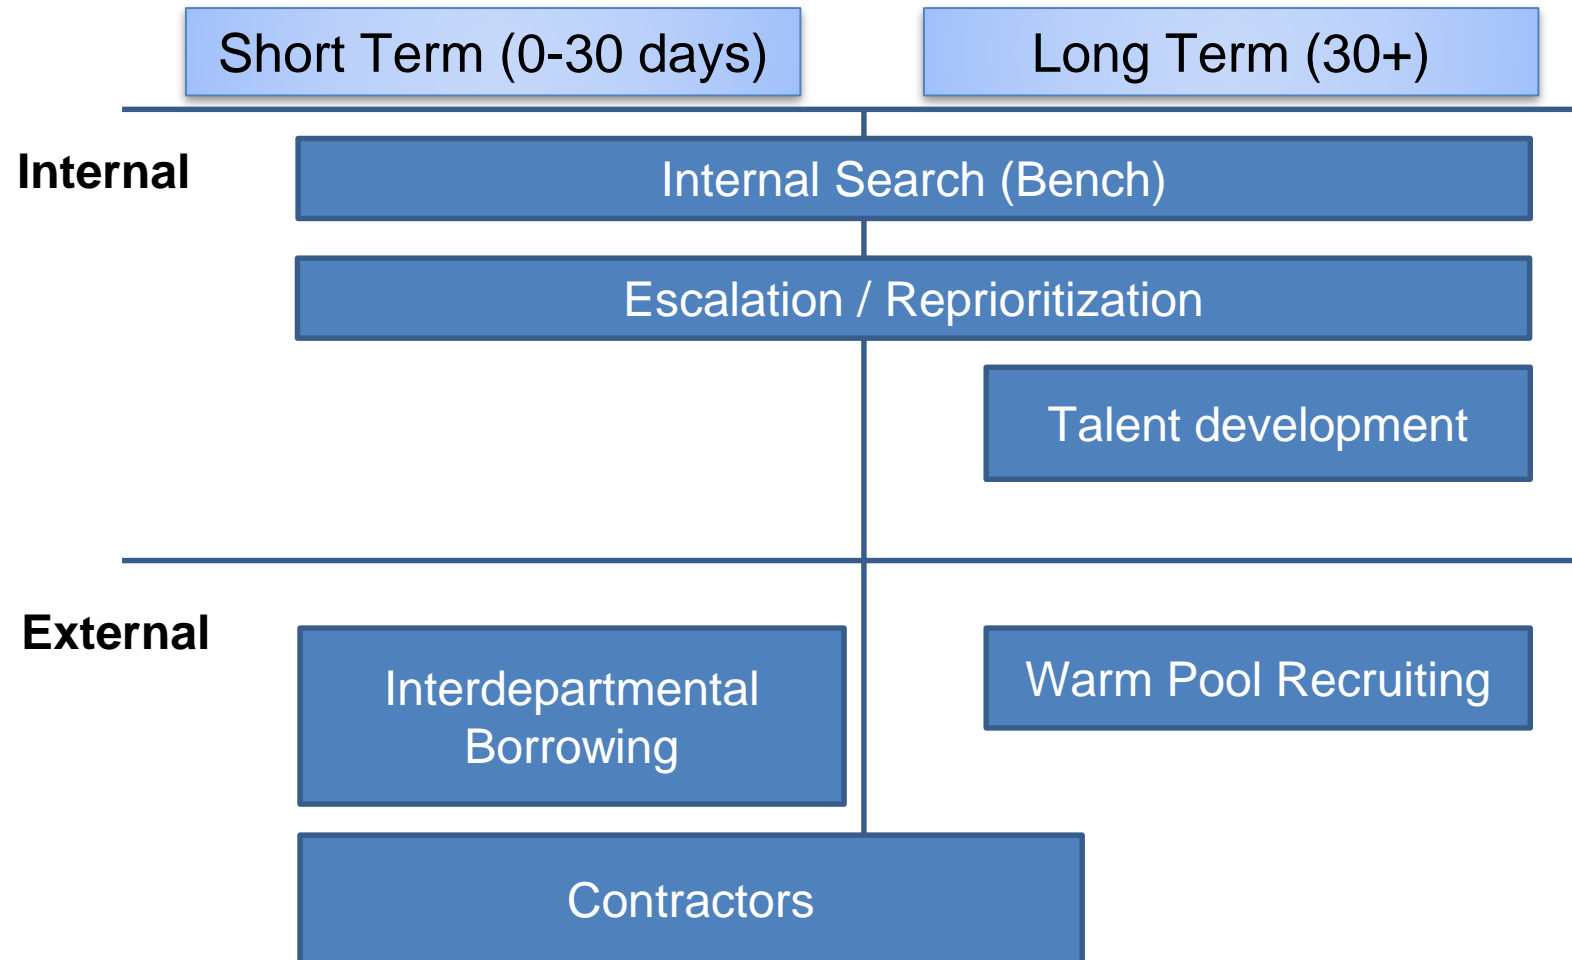 Short Term (0-30 days)
Long Term (30+)
Internal
Internal Search (Bench)
Escalation / Reprioritization
Talent development
External
Interdepartmental
Borrowing
Warm Pool Recruiting
Contractors